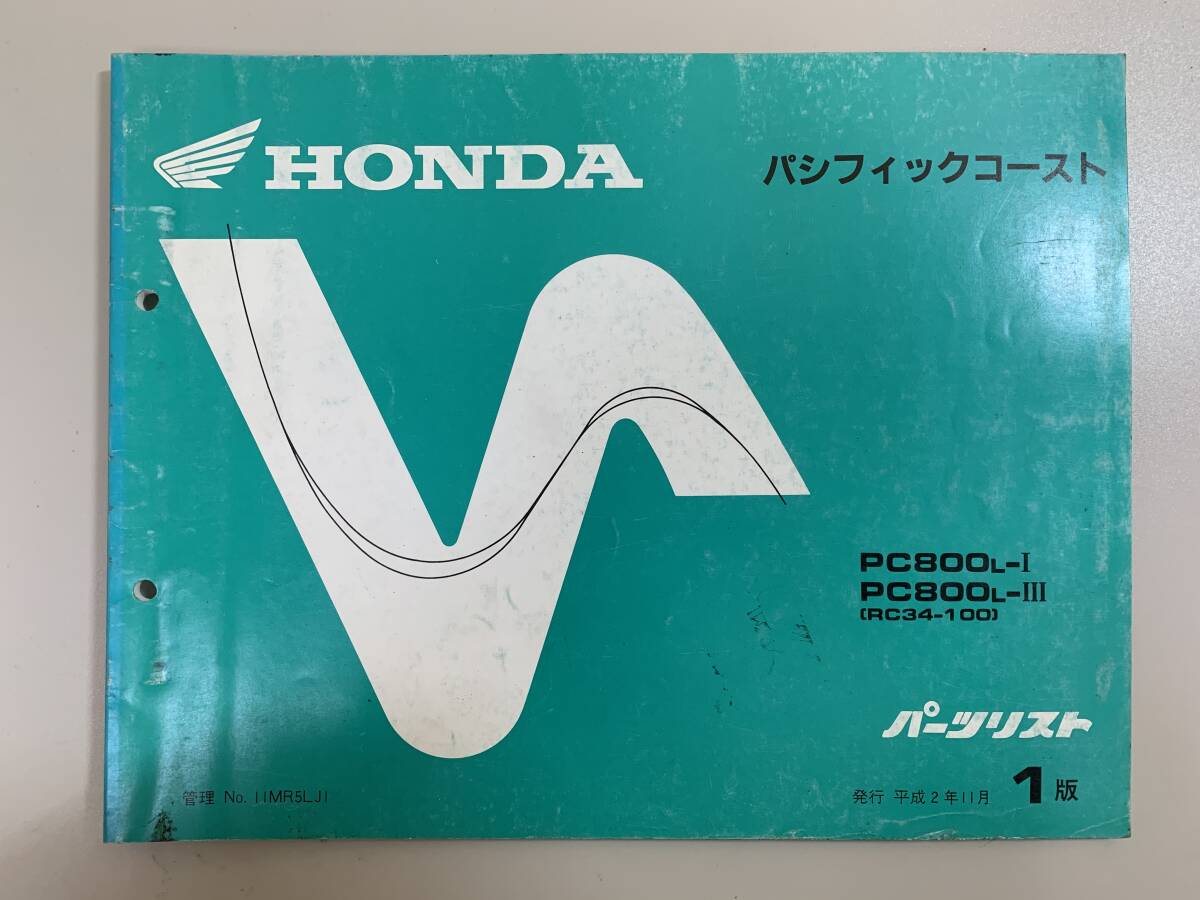 HONDA
パシフィックコースト
PC800L-I
PC800L-III
(RC34-100)
パーツリスト
管理 No. 11MR5LJ1
発行 平成2年11月 1版